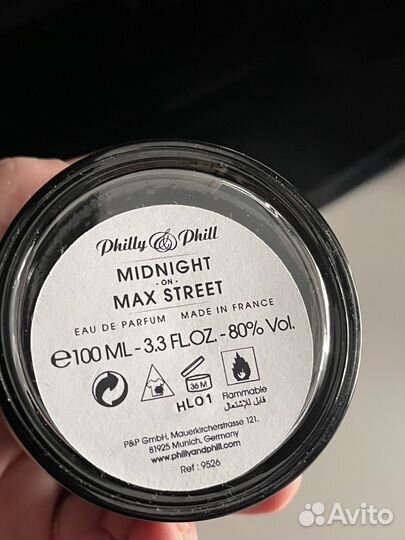 Philly & Phill
MIDNIGHT
- ON -
MAX STREET
EAU DE PARFUM MADE IN FRANCE
℮100 ML - 3.3 FL.OZ. - 80% Vol.
36 M
HL01
Flammable
قابل للإشتعال
P&P GmbH, Mauerkircherstrasse 121,
81925 Munich, Germany
www.phillyandphill.com
Ref : 9526
Avito